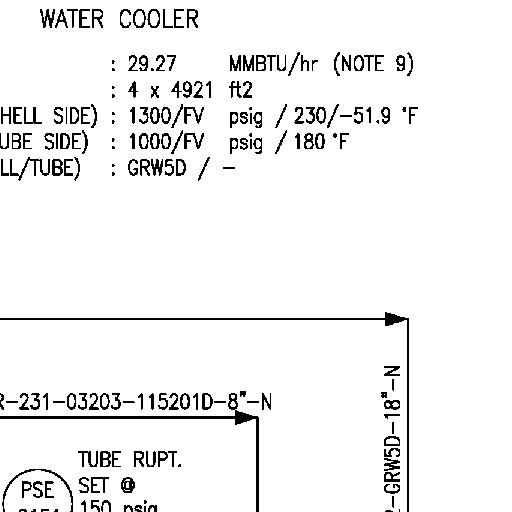 WATER COOLER
: 29.27 MMBTU/hr (NOTE 9)
: 4 x 4921 ft2
HELL SIDE) : 1300/FV psig / 230/-51.9 °F
UBE SIDE) : 1000/FV psig / 180 °F
LL/TUBE) : GRW5D / -
R-231-03203-115201D-8"-N
-GRW5D-18"-N
TUBE RUPT.
PSE SET @
150 psig